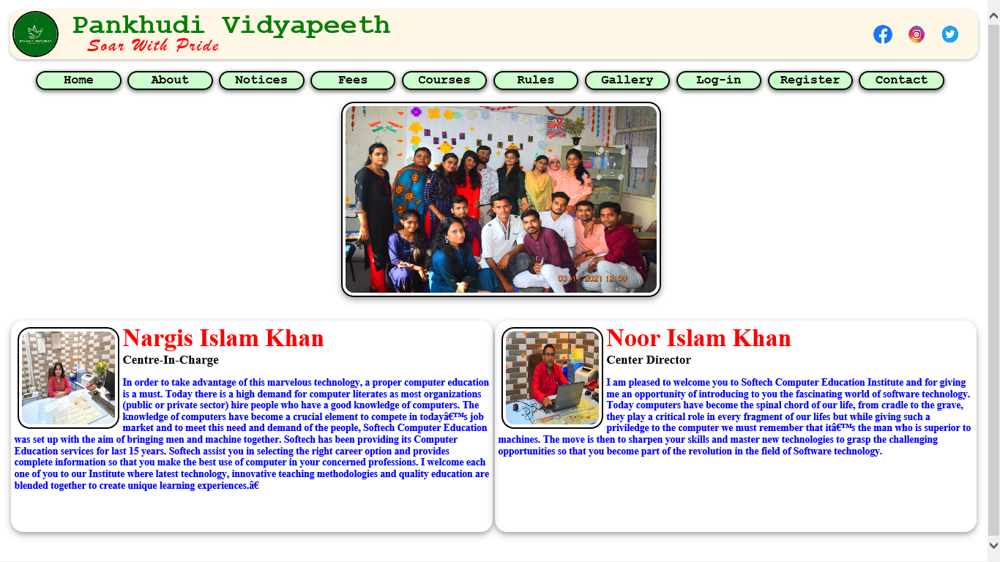 PANKHUDI VIDYAPEETH
Pankhudi Vidyapeeth
Soar With Pride
Home
About
Notices
Fees
Courses
Rules
Gallery
Log-in
Register
Contact
03 11 2021 12 50
Nargis Islam Khan
Centre-In-Charge
In order to take advantage of this marvelous technology, a proper computer education
is a must. Today there is a high demand for computer literates as most organizations
(public or private sector) hire people who have a good knowledge of computers. The
knowledge of computers have become a crucial element to compete in todayâ€™s job
market and to meet this need and demand of the people, Softech Computer Education
was set up with the aim of bringing men and machine together. Softech has been providing its Computer
Education services for last 15 years. Softech assist you in selecting the right career option and provides
complete information so that you make the best use of computer in your concerned professions. I welcome each
one of you to our Institute where latest technology, innovative teaching methodologies and quality education are
blended together to create unique learning experiences.â€
Noor Islam Khan
Center Director
I am pleased to welcome you to Softech Computer Education Institute and for giving
me an opportunity of introducing to you the fascinating world of software technology.
Today computers have become the spinal chord of our life, from cradle to the grave,
they play a critical role in every fragment of our lifes but while giving such a
priviledge to the computer we must remember that itâ€™s the man who is superior to
machines. The move is then to sharpen your skills and master new technologies to grasp the challenging
opportunities so that you become part of the revolution in the field of Software technology.